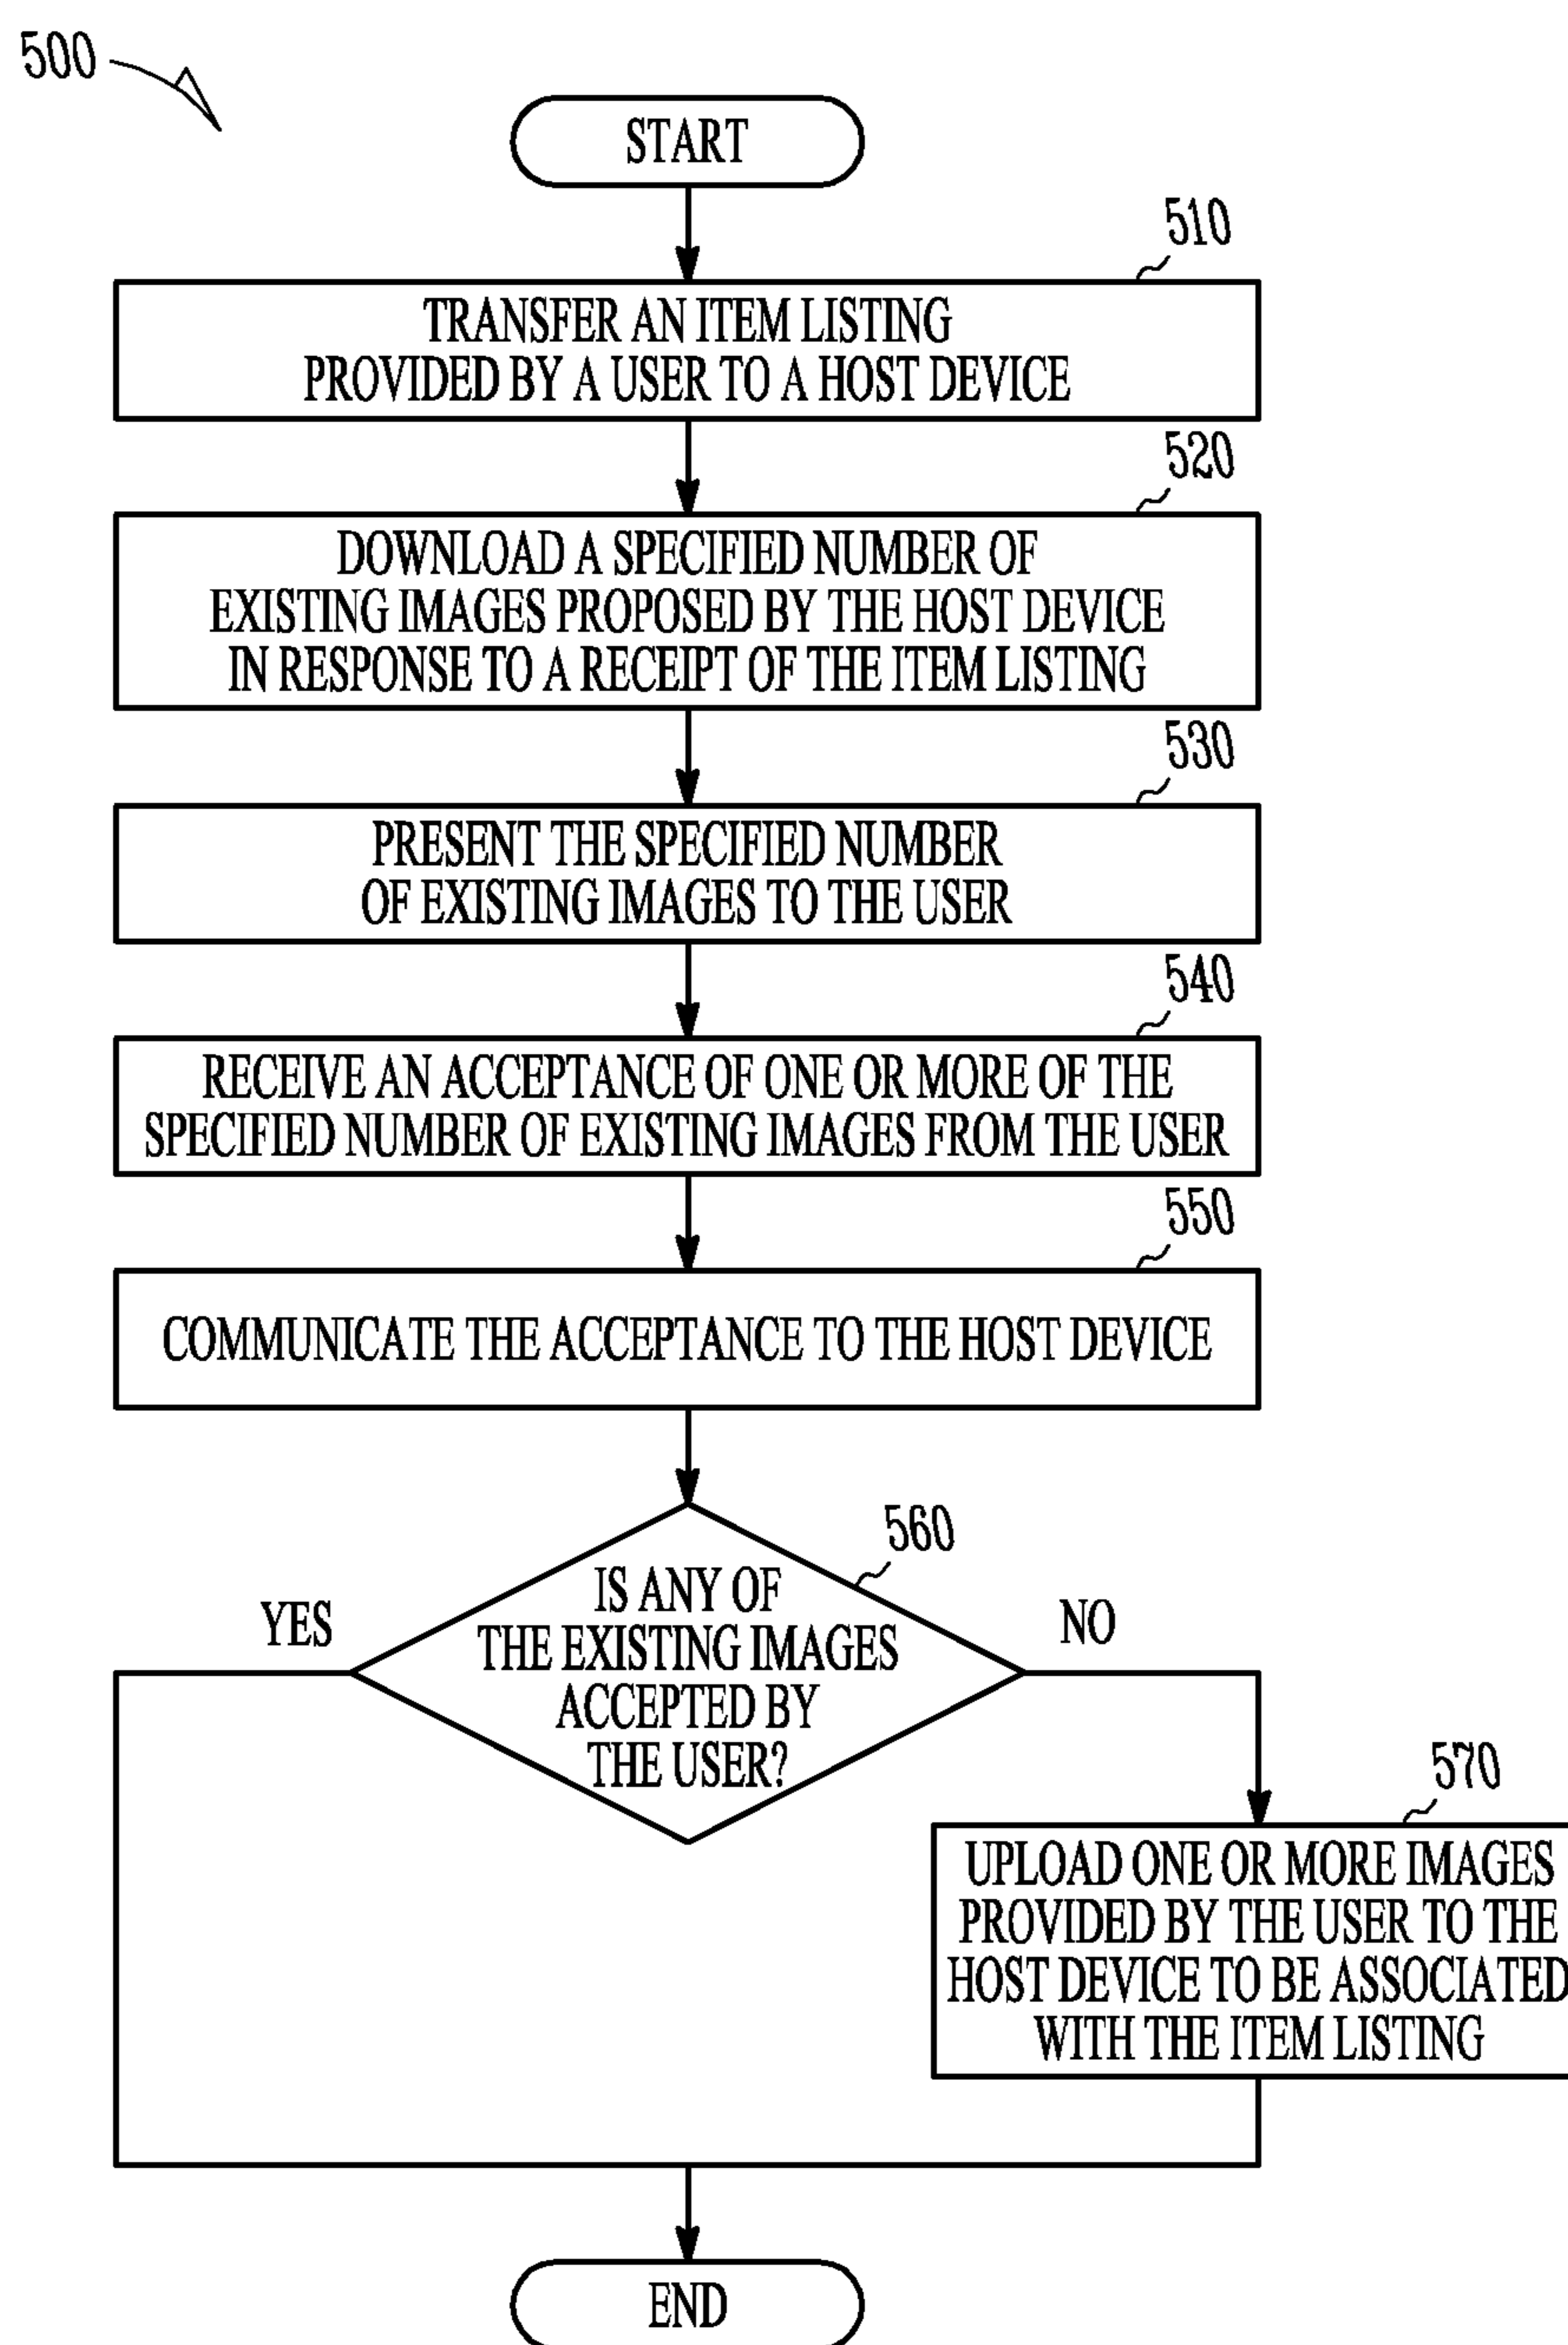 500
START
510
TRANSFER AN ITEM LISTING
PROVIDED BY A USER TO A HOST DEVICE
520
DOWNLOAD A SPECIFIED NUMBER OF
EXISTING IMAGES PROPOSED BY THE HOST DEVICE
IN RESPONSE TO A RECEIPT OF THE ITEM LISTING
530
PRESENT THE SPECIFIED NUMBER
OF EXISTING IMAGES TO THE USER
540
RECEIVE AN ACCEPTANCE OF ONE OR MORE OF THE
SPECIFIED NUMBER OF EXISTING IMAGES FROM THE USER
550
COMMUNICATE THE ACCEPTANCE TO THE HOST DEVICE
560
IS ANY OF
THE EXISTING IMAGES
ACCEPTED BY
THE USER?
YES
NO
570
UPLOAD ONE OR MORE IMAGES
PROVIDED BY THE USER TO THE
HOST DEVICE TO BE ASSOCIATED
WITH THE ITEM LISTING
END